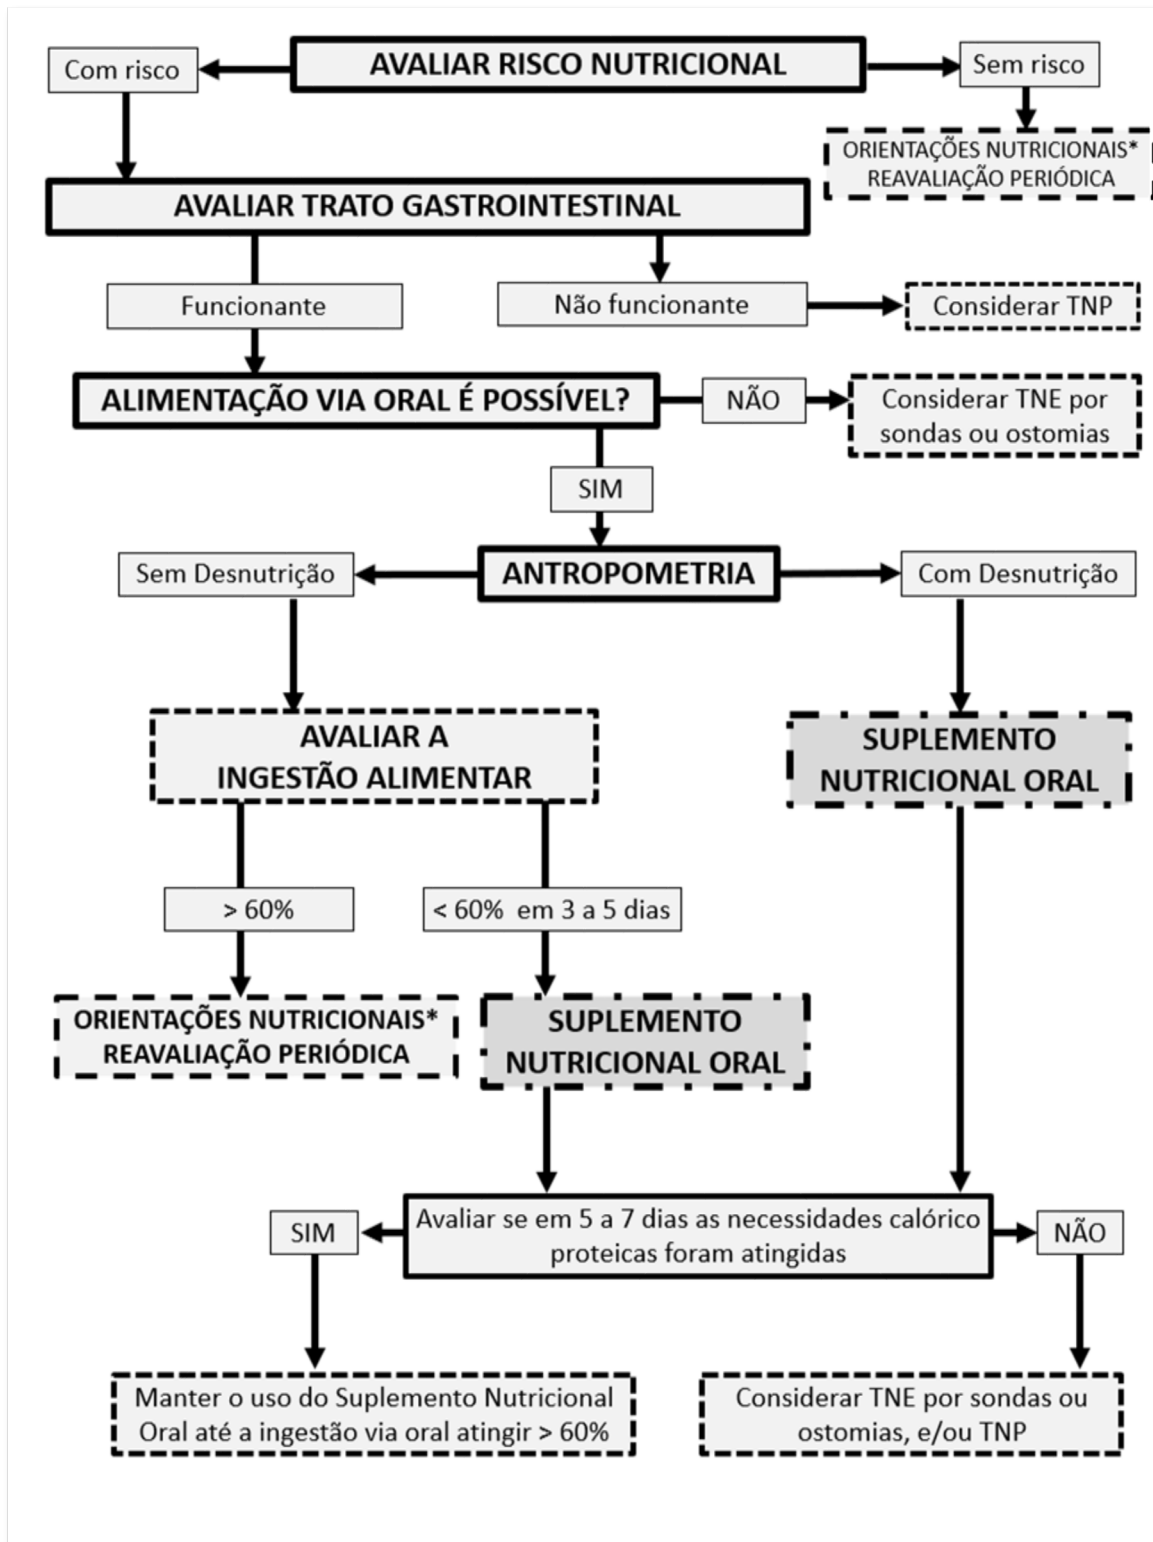 Com risco
AVALIAR RISCO NUTRICIONAL
Sem risco
ORIENTAÇÕES NUTRICIONAIS*
REAVALIAÇÃO PERIÓDICA
AVALIAR TRATO GASTROINTESTINAL
Funcionante
Não funcionante
Considerar TNP
ALIMENTAÇÃO VIA ORAL É POSSÍVEL?
NÃO
Considerar TNE por
sondas ou ostomias
SIM
Sem Desnutrição
ANTROPOMETRIA
Com Desnutrição
AVALIAR A
INGESTÃO ALIMENTAR
SUPLEMENTO
NUTRICIONAL ORAL
> 60%
< 60% em 3 a 5 dias
ORIENTAÇÕES NUTRICIONAIS*
REAVALIAÇÃO PERIÓDICA
SUPLEMENTO
NUTRICIONAL ORAL
SIM
Avaliar se em 5 a 7 dias as necessidades calórico
proteicas foram atingidas
NÃO
Manter o uso do Suplemento Nutricional
Oral até a ingestão via oral atingir > 60%
Considerar TNE por sondas ou
ostomias, e/ou TNP